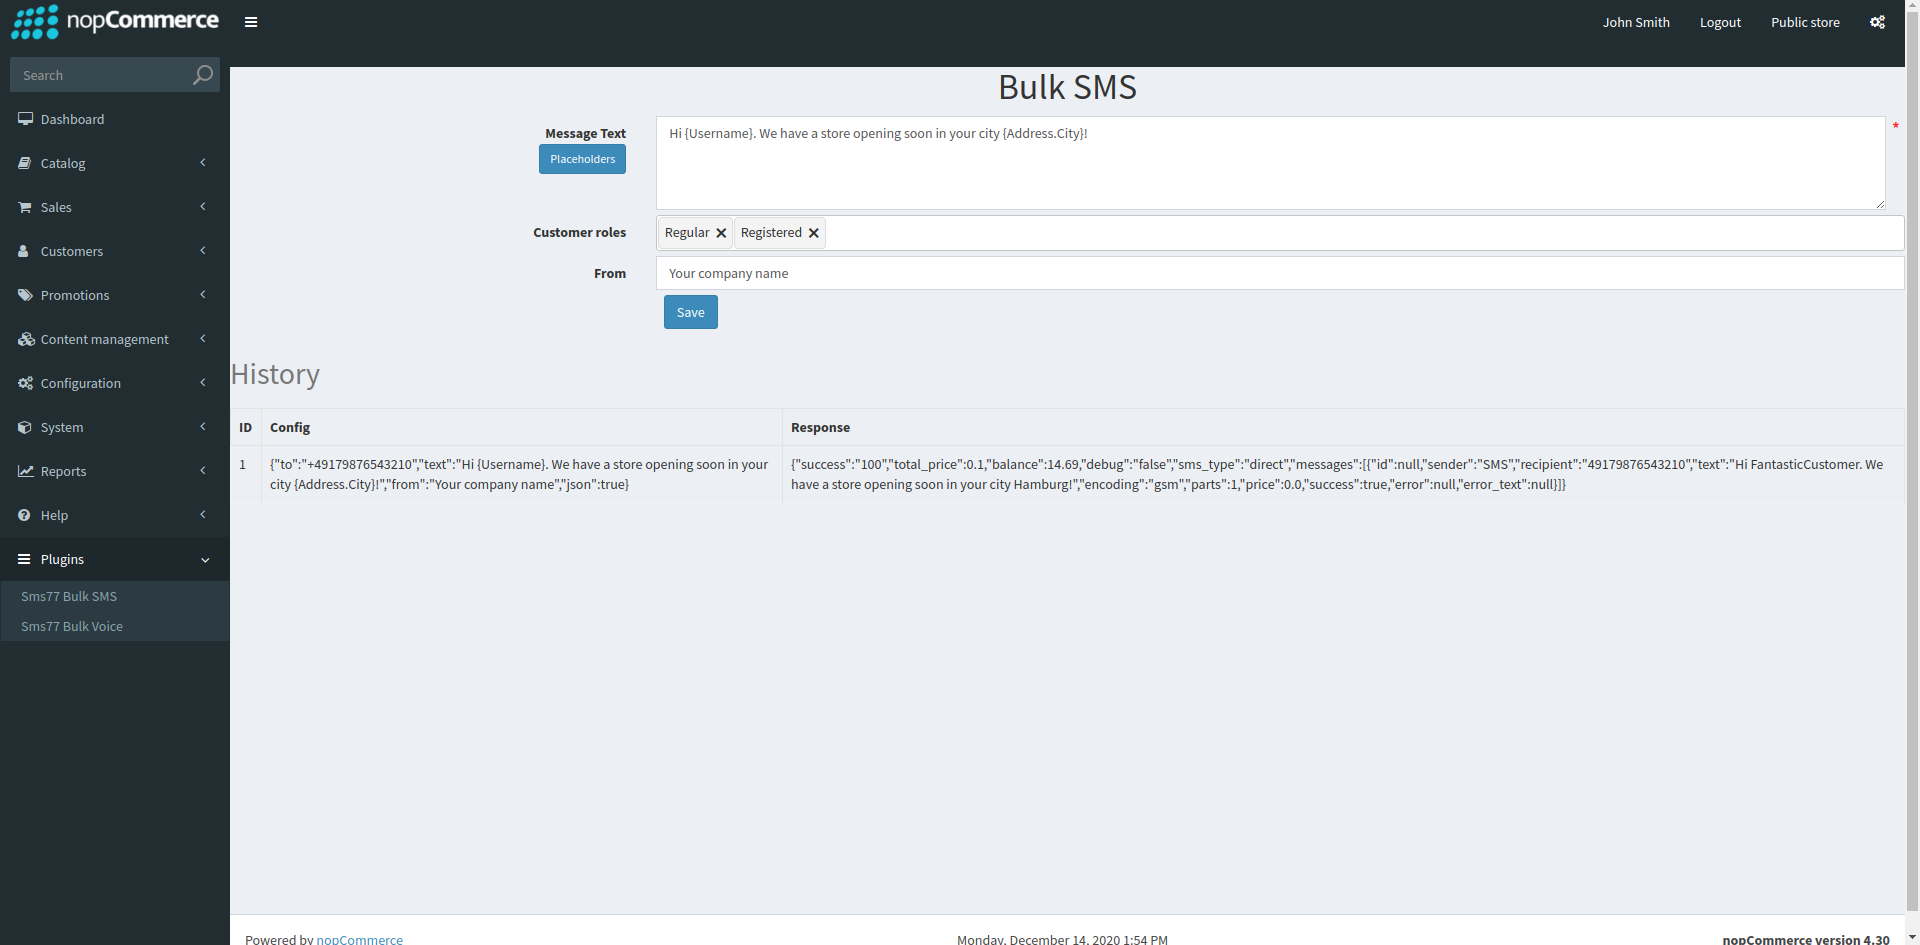 nopCommerce
John Smith Logout Public store
Search
Dashboard
Catalog
Sales
Customers
Promotions
Content management
Configuration
System
Reports
Help
Plugins
Sms77 Bulk SMS
Sms77 Bulk Voice
Bulk SMS
Message Text
Placeholders
Hi {Username}. We have a store opening soon in your city {Address.City}!
*
Customer roles
Regular Registered
From
Your company name
Save
History
ID Config Response
1
{"to":"+49179876543210","text":"Hi {Username}. We have a store opening soon in your
city {Address.City}!","from":"Your company name","json":true}
{"success":"100","total_price":0.1,"balance":14.69,"debug":"false","sms_type":"direct","messages":[{"id":null,"sender":"SMS","recipient":"49179876543210","text":"Hi FantasticCustomer. We
have a store opening soon in your city Hamburg!","encoding":"gsm","parts":1,"price":0.0,"success":true,"error":null,"error_text":null}]}
Powered by nopCommerce
Monday, December 14, 2020 1:54 PM
nopCommerce version 4.30